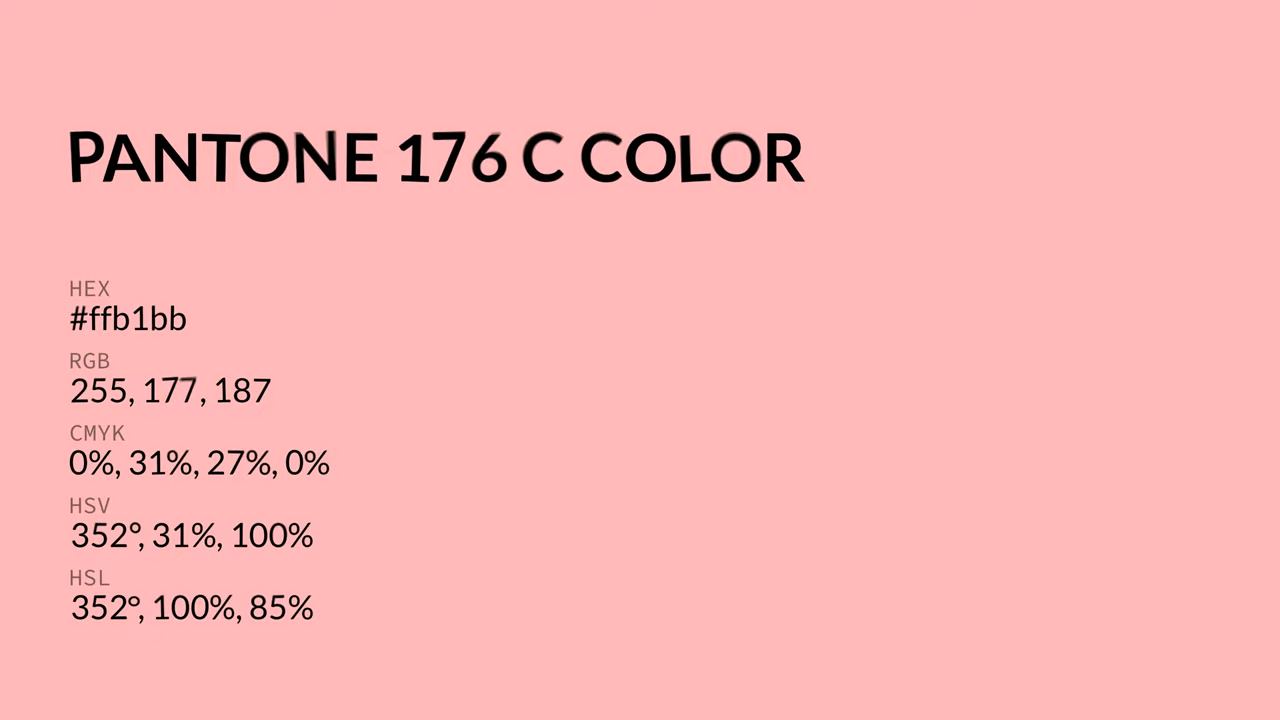 PANTONE 176 C COLOR
HEX
#ffb1bb
RGB
255, 177, 187
CMYK
0%, 31%, 27%, 0%
HSV
352°, 31%, 100%
HSL
352°, 100%, 85%